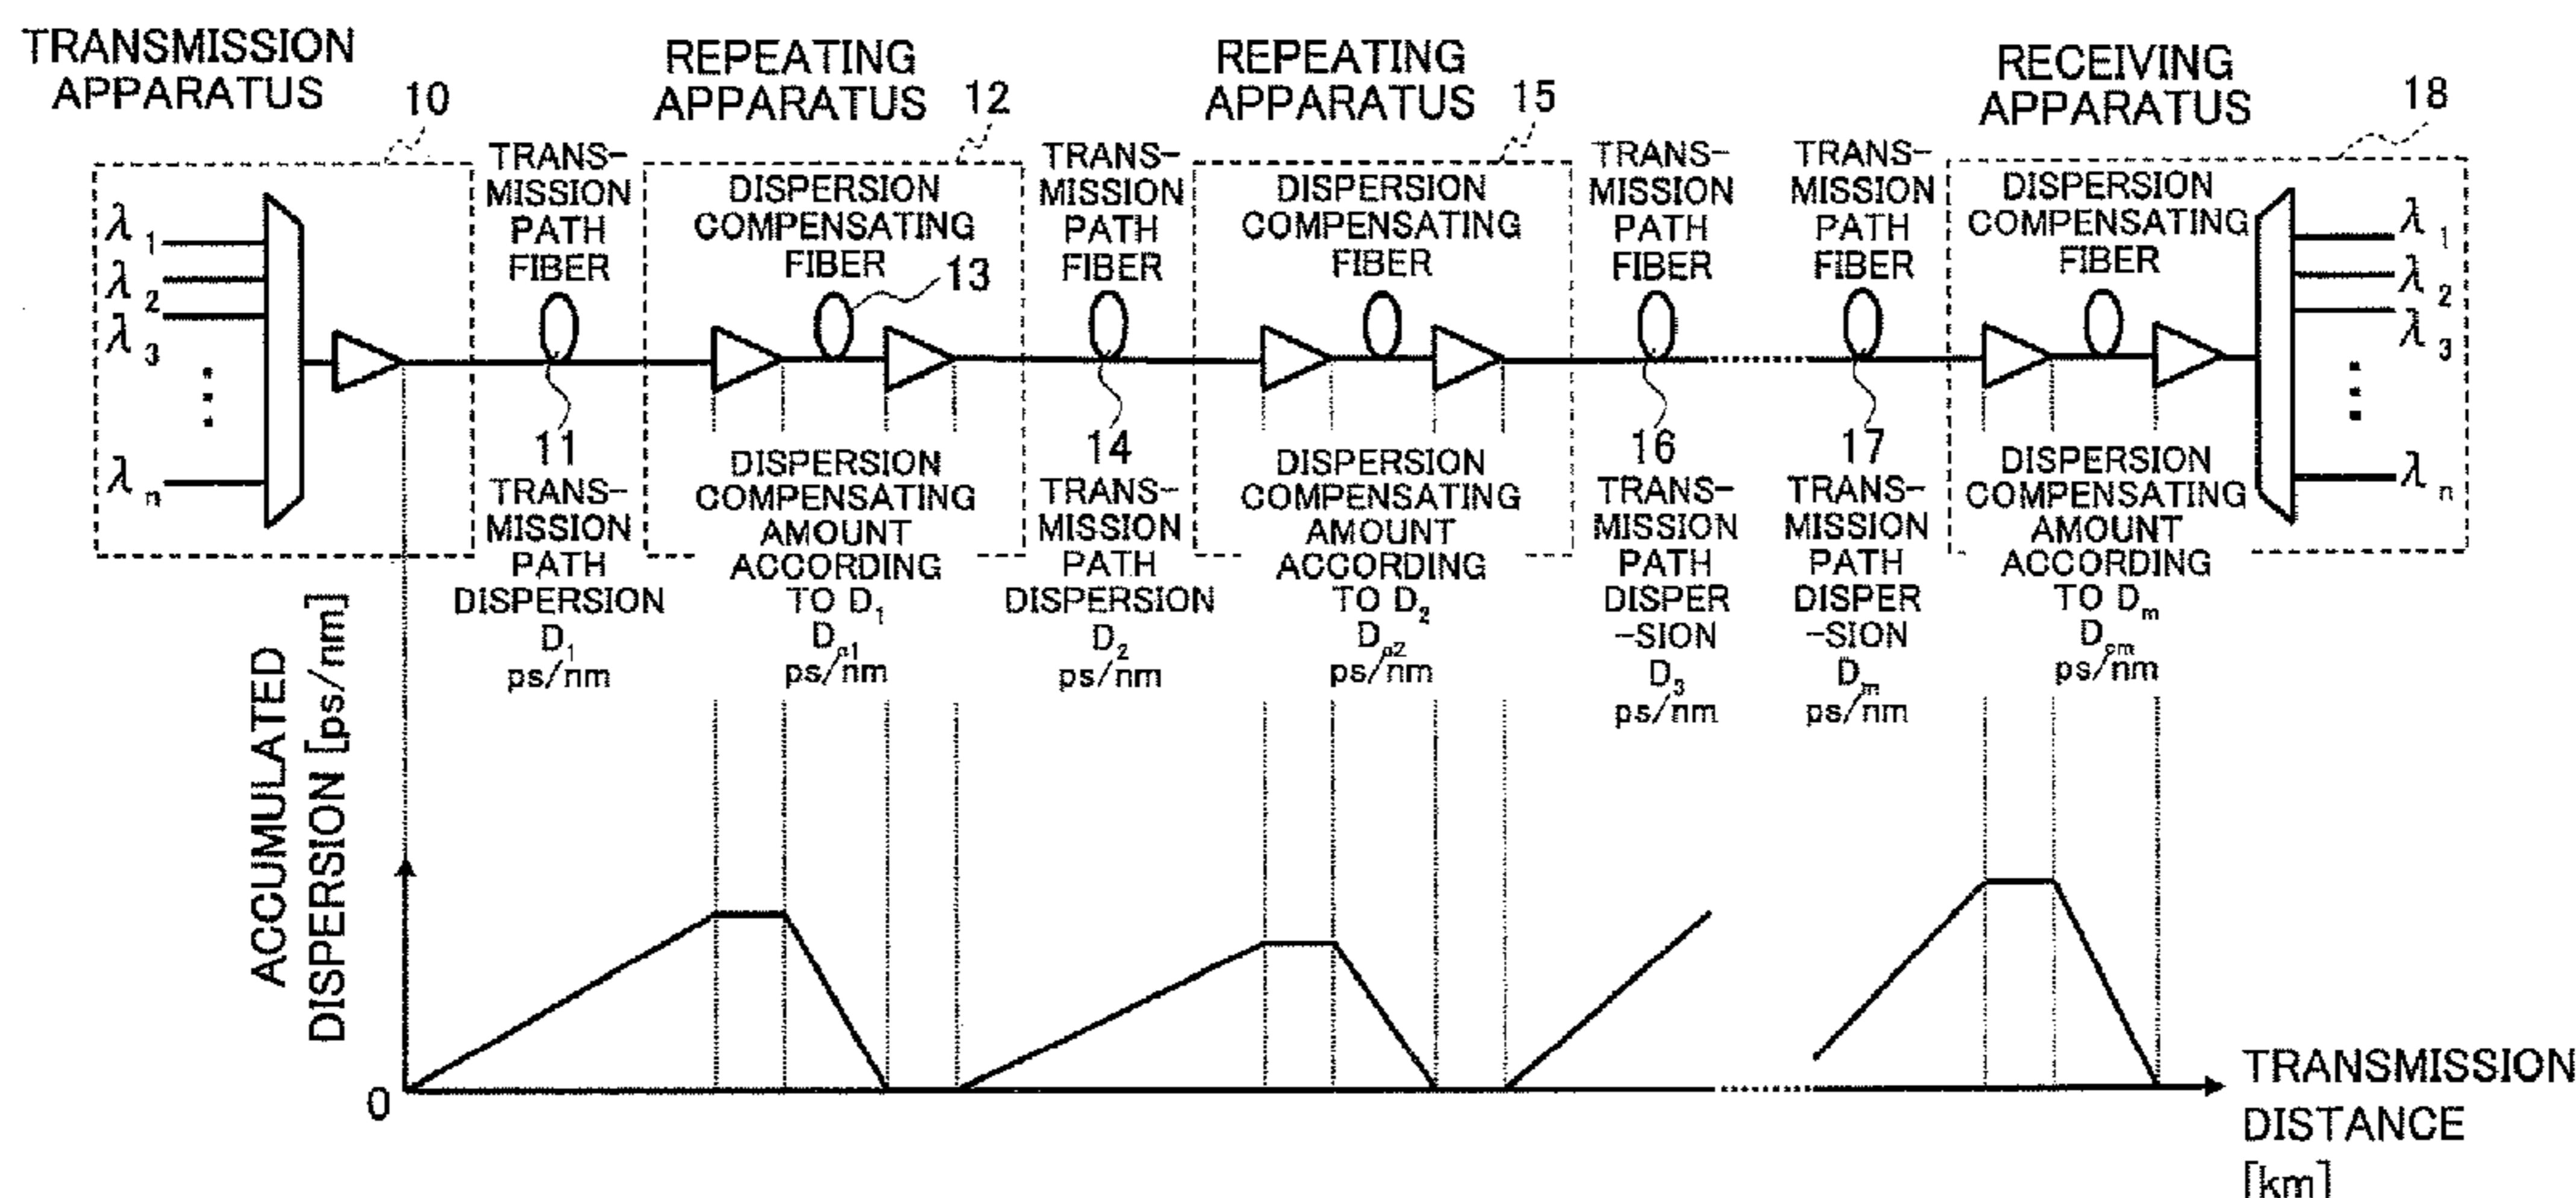 TRANSMISSION
APPARATUS
10
REPEATING
APPARATUS
12
REPEATING
APPARATUS
15
RECEIVING
APPARATUS
18
λ1
λ2
λ3
λn
TRANS-
MISSION
PATH
FIBER
11
TRANS-
MISSION
PATH
DISPERSION
D1
ps/nm
DISPERSION
COMPENSATING
FIBER
13
DISPERSION
COMPENSATING
AMOUNT
ACCORDING
TO D1
ps/nm
TRANS-
MISSION
PATH
FIBER
14
TRANS-
MISSION
PATH
DISPERSION
D2
ps/nm
DISPERSION
COMPENSATING
FIBER
DISPERSION
COMPENSATING
AMOUNT
ACCORDING
TO D2
ps/nm
TRANS-
MISSION
PATH
FIBER
16
TRANS-
MISSION
PATH
DISPER
-SION
D3
ps/nm
TRANS-
MISSION
PATH
FIBER
17
TRANS-
MISSION
PATH
DISPER
-SION
Dm
ps/nm
DISPERSION
COMPENSATING
FIBER
DISPERSION
COMPENSATING
AMOUNT
ACCORDING
TO Dm
Dcm
ps/nm
λ1
λ2
λ3
λn
ACCUMULATED
DISPERSION [ps/nm]
0
TRANSMISSION
DISTANCE
[km]